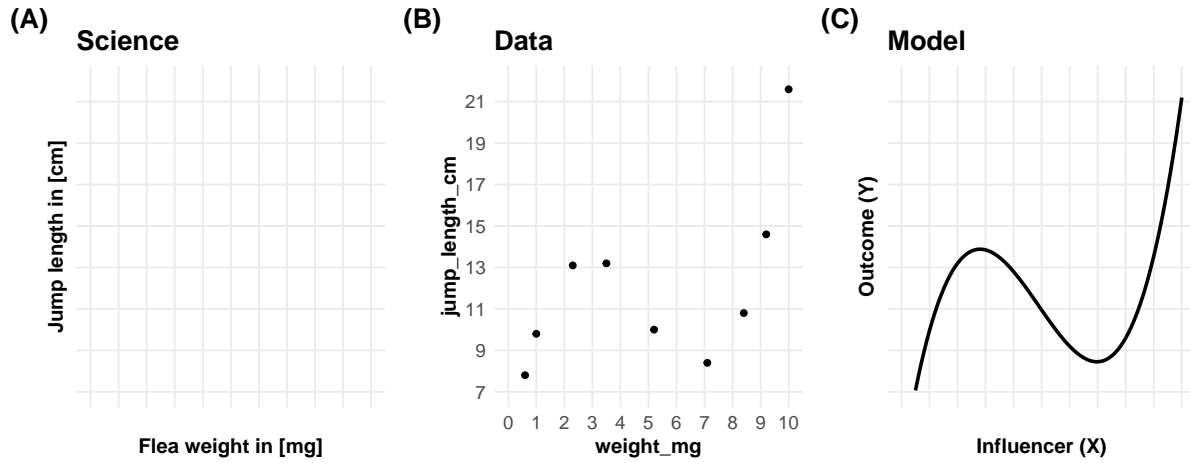 (A)
Science
Jump length in [cm]
Flea weight in [mg]
(B)
Data
jump_length_cm
21
19
17
15
13
11
9
7
0 1 2 3 4 5 6 7 8 9 10
weight_mg
(C)
Model
Outcome (Y)
Influencer (X)